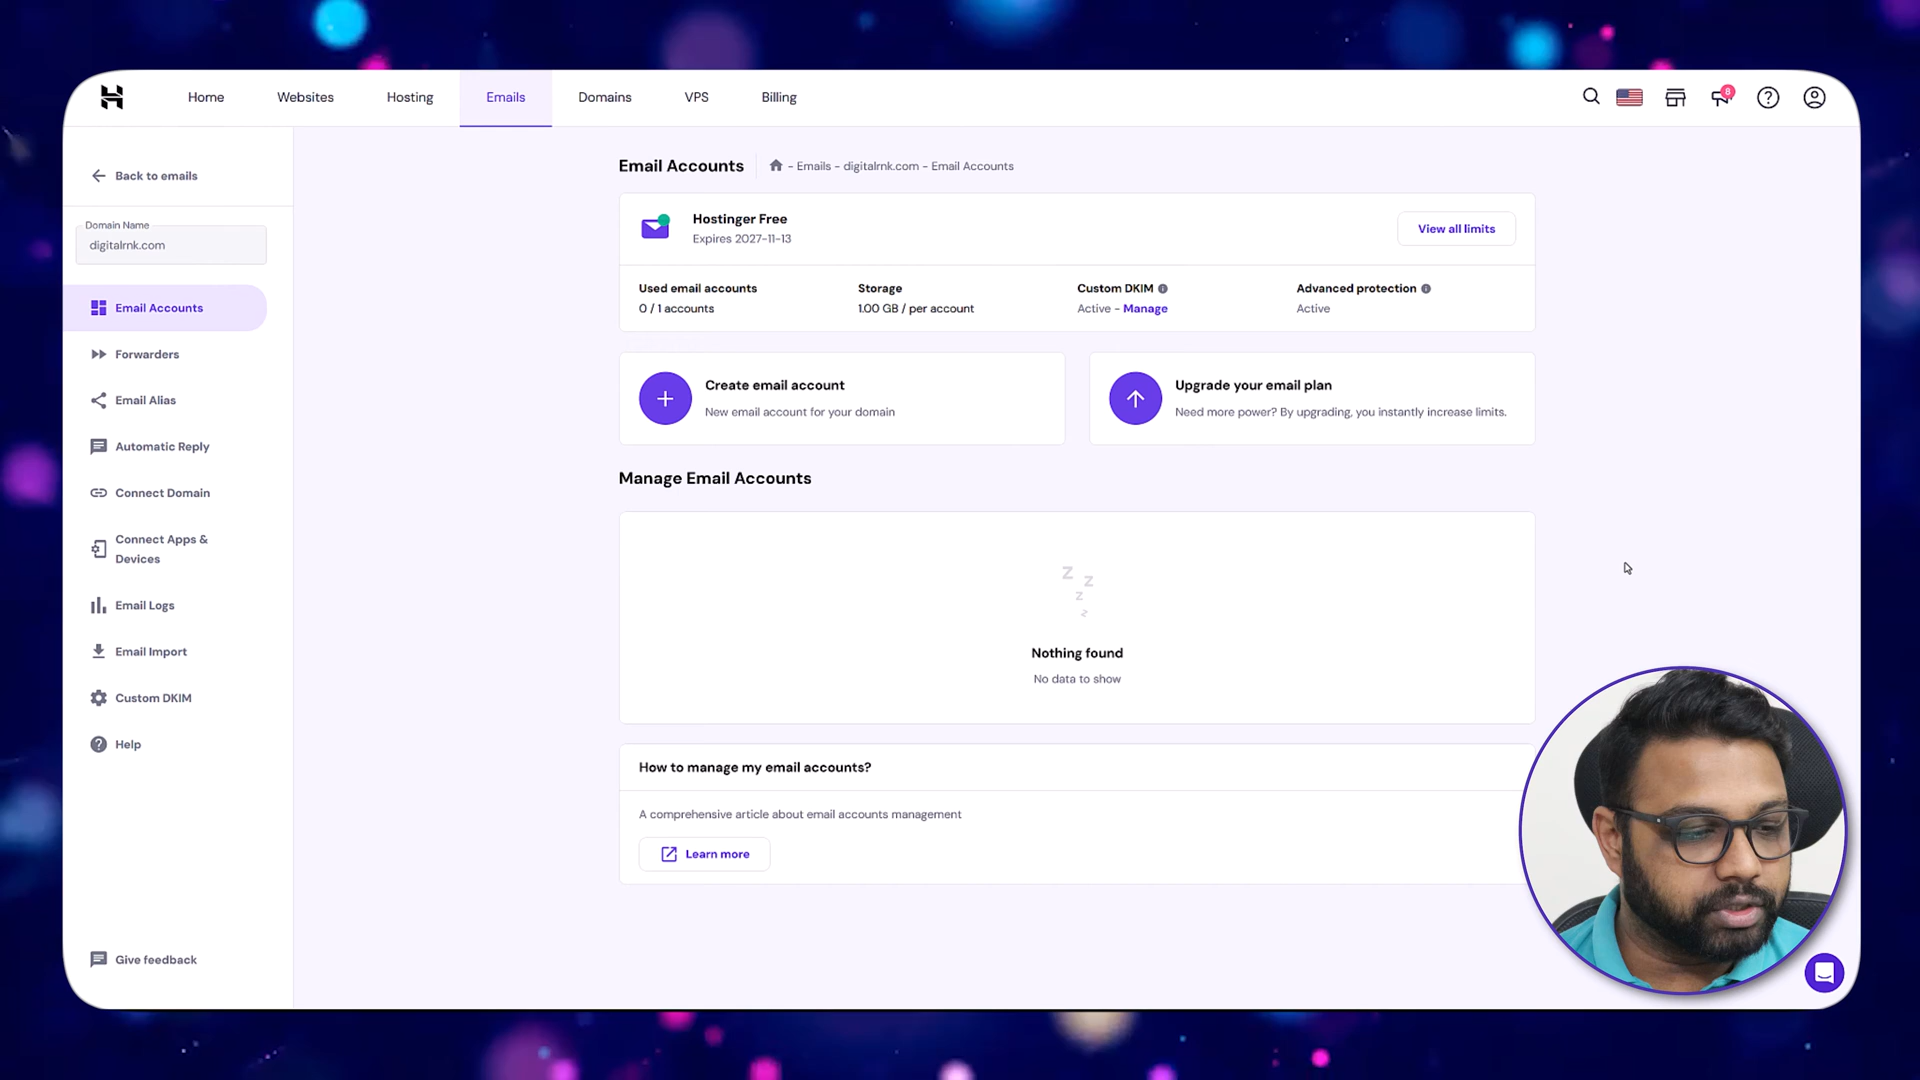 Home
Websites
Hosting
Emails
Domains
VPS
Billing
8
Back to emails
Domain Name
digitalrnk.com
Email Accounts
Forwarders
Email Alias
Automatic Reply
Connect Domain
Connect Apps &
Devices
Email Logs
Email Import
Custom DKIM
Help
Give feedback
Email Accounts
- Emails - digitalrnk.com - Email Accounts
Hostinger Free
Expires 2027-11-13
View all limits
Used email accounts
0 / 1 accounts
Storage
1.00 GB / per account
Custom DKIM
Active - Manage
Advanced protection
Active
Create email account
New email account for your domain
Upgrade your email plan
Need more power? By upgrading, you instantly increase limits.
Manage Email Accounts
z z
z
z
Nothing found
No data to show
How to manage my email accounts?
A comprehensive article about email accounts management
Learn more